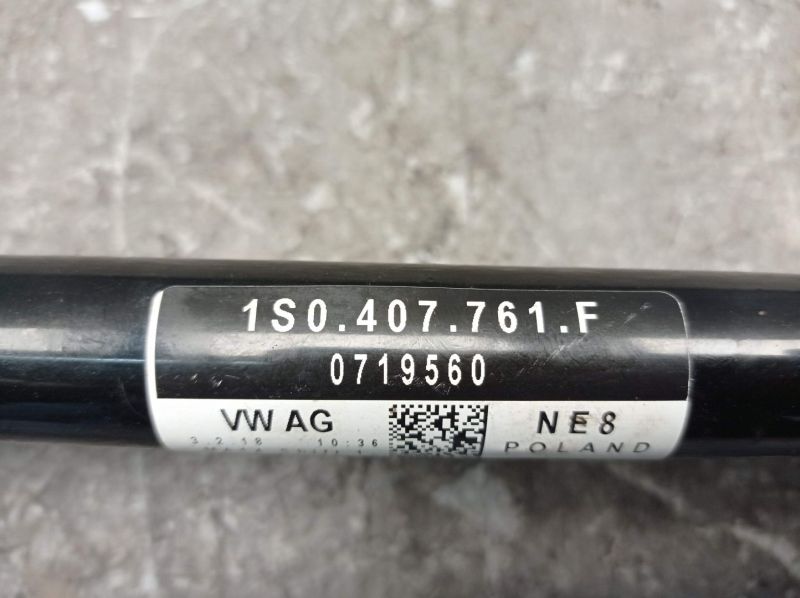 1S0.407.761.F
0719560
VW AG
NE8
3.2.18 10:36
POLAND